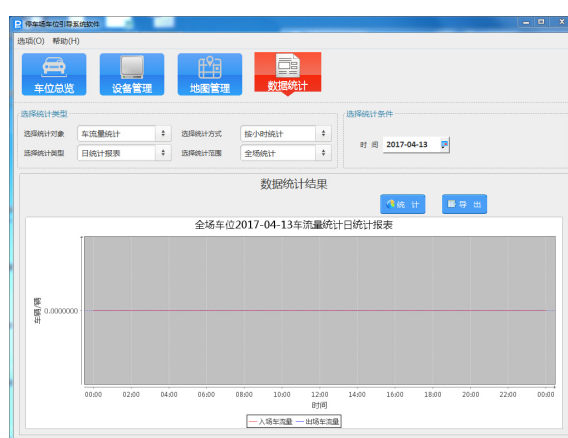 停车场车位引导系统软件
选项(O) 帮助(H)
车位总览 设备管理 地图管理 数据统计
选择统计类型 选择统计条件
选择统计对象 车流量统计 选择统计方式 按小时统计
时 间 2017-04-13
选择统计类型 日统计报表 选择统计范围 全场统计
数据统计结果
统 计 导 出
全场车位2017-04-13车流量统计日统计报表
车辆/辆
0.0000000
00:00 02:00 04:00 06:00 08:00 10:00 12:00 14:00 16:00 18:00 20:00 22:00 00:00
时间
入场车流量 出场车流量